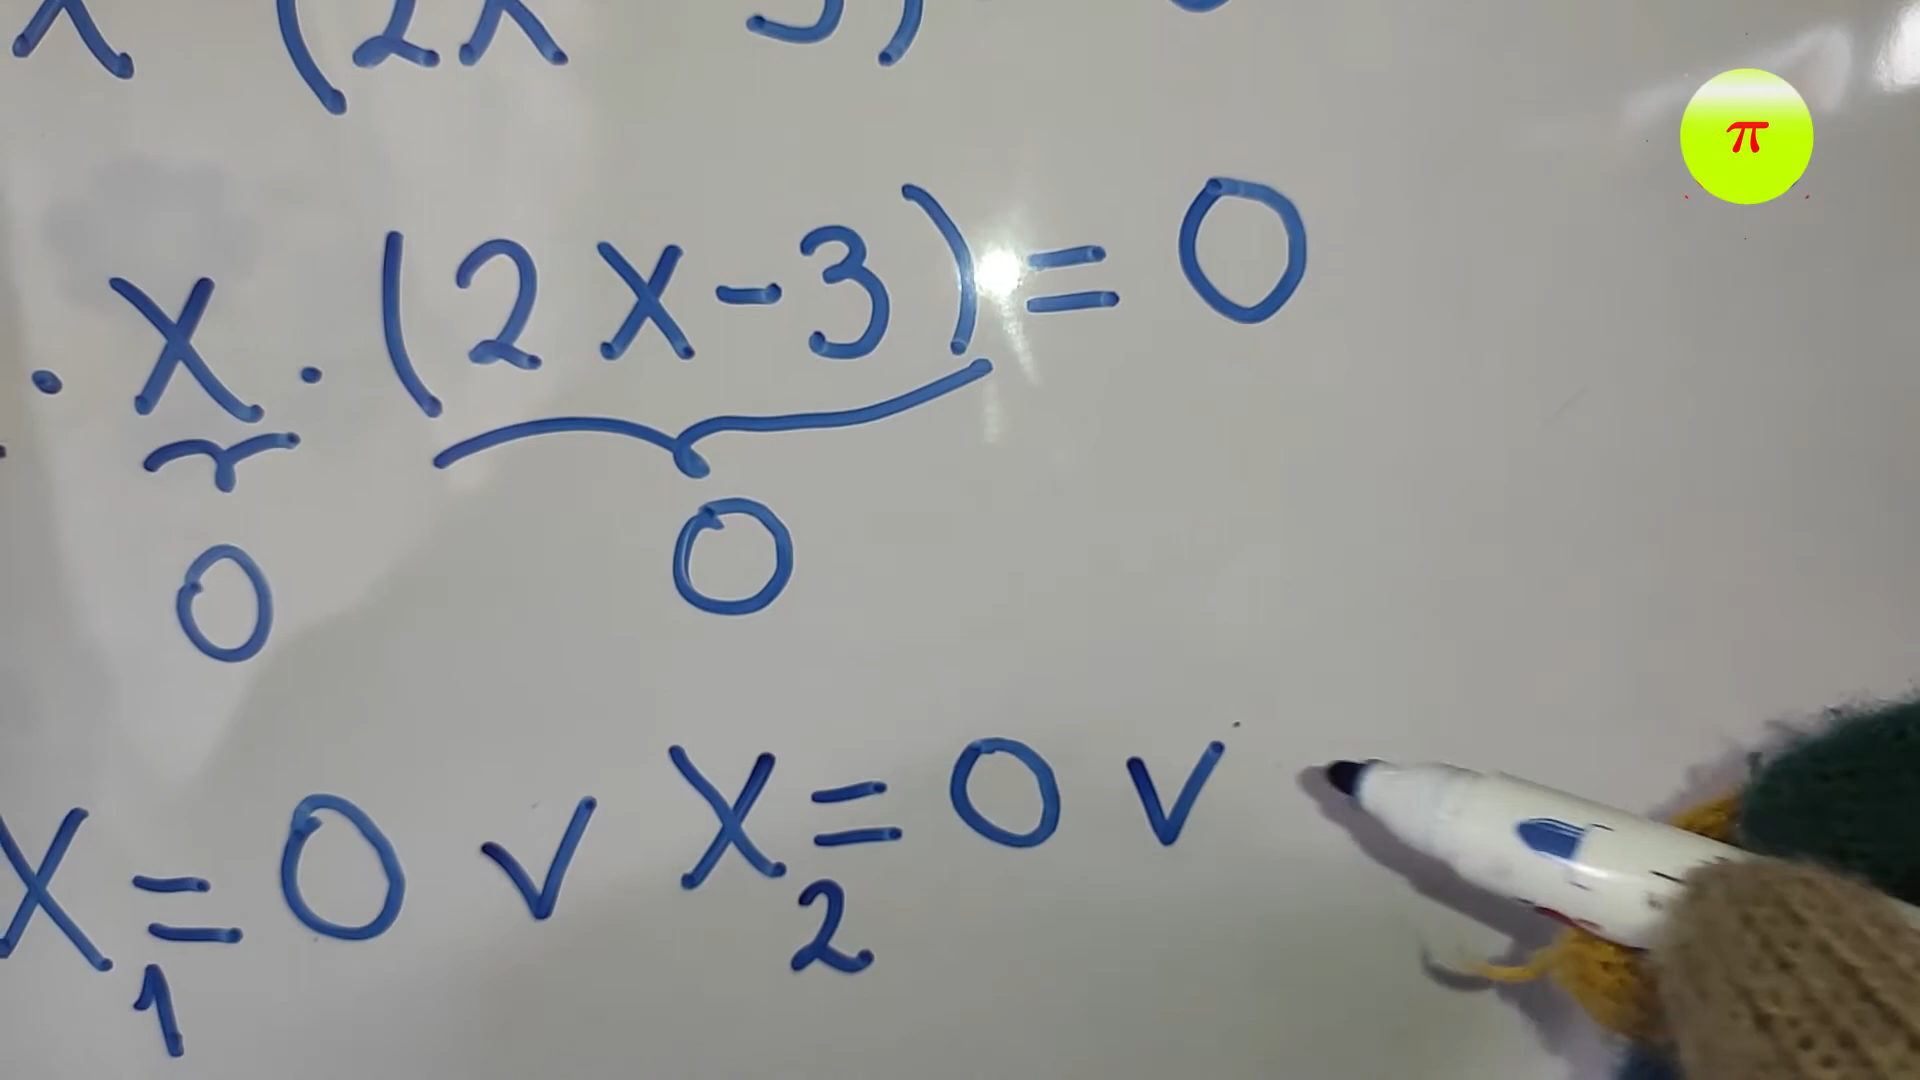 π
. x . (2x - 3) = 0
0 0
x₁ = 0 v x₂ = 0 v